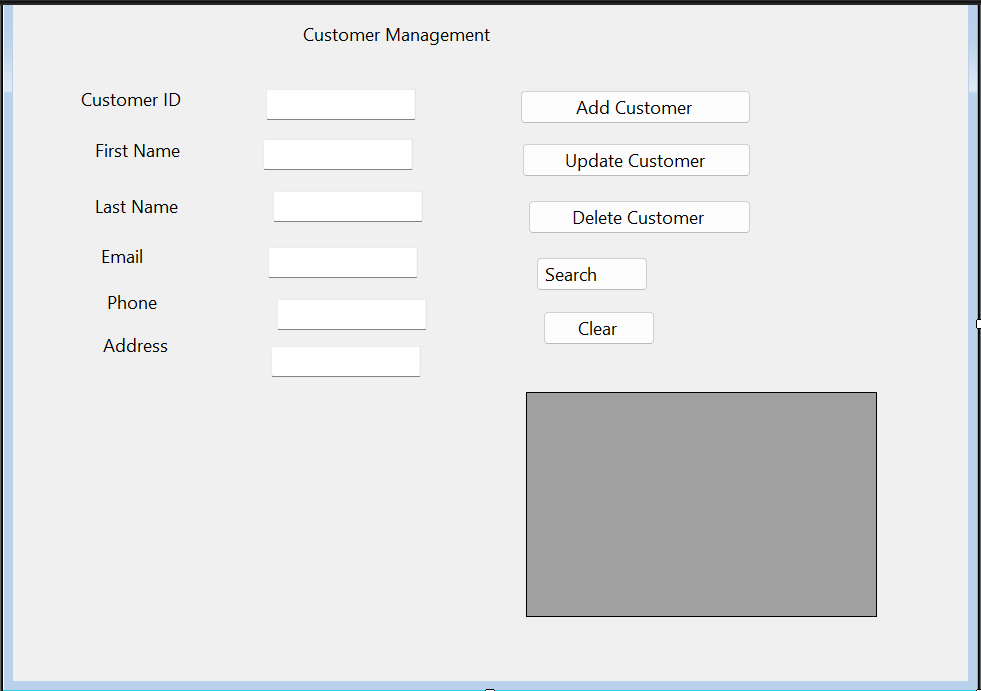 Customer Management
Customer ID
Add Customer
First Name
Update Customer
Last Name
Delete Customer
Email
Search
Phone
Clear
Address